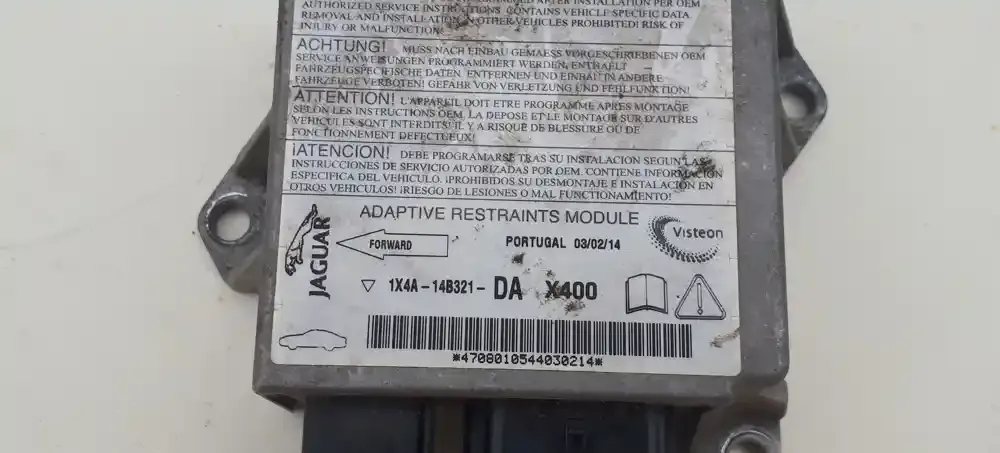 AFTER INSTALLATION PER OEM
AUTHORIZED SERVICE INSTRUCTIONS. CONTAINS VEHICLE SPECIFIC DATA
REMOVAL AND INSTALLATION IN OTHER VEHICLES PROHIBITED! RISK OF
INJURY OR MALFUNCTION!
ACHTUNG! MUSS NACH EINBAU GEMAESS VORGESCHRIEBENEN OEM
SERVICE ANWEISUNGEN PROGRAMMIERT WERDEN, ENTHAELT
FAHRZEUGSPEZIFISCHE DATEN. ENTFERNEN UND EINBAU IN ANDERE
FAHRZEUGE VERBOTEN! GEFAHR VON VERLETZUNG UND FEHLFUNKTION!
ATTENTION! L'APPAREIL DOIT ETRE PROGRAMME APRES MONTAGE
SELON LES INSTRUCTIONS OEM. LA DEPOSE ET LE MONTAGE SUR D'AUTRES
VEHICULES SONT INTERDITS! IL Y A RISQUE DE BLESSURE OU DE
FONCTIONNEMENT DEFECTUEUX!
¡ATENCION! DEBE PROGRAMARSE TRAS SU INSTALACION SEGUN LAS
INSTRUCCIONES DE SERVICIO AUTORIZADAS POR OEM. CONTIENE INFORMACION
ESPECIFICA DEL VEHICULO. ¡PROHIBIDOS SU DESMONTAJE E INSTALACIÓN EN
OTROS VEHICULOS! ¡RIESGO DE LESIONES O MAL FUNCIONAMIENTO!
ADAPTIVE RESTRAINTS MODULE
JAGUAR
FORWARD
PORTUGAL 03/02/14
Visteon
1X4A-14B321-DA X400
*4708010544030214*